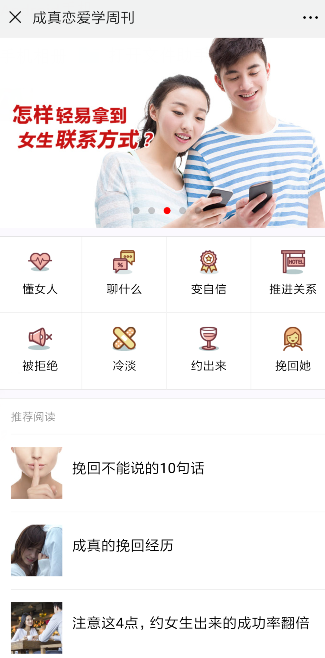 成真恋爱学周刊
怎样轻易拿到
女生联系方式?
懂女人
聊什么
变自信
HOTEL
推进关系
被拒绝
冷淡
约出来
挽回她
推荐阅读
挽回不能说的10句话
成真的挽回经历
注意这4点，约女生出来的成功率翻倍